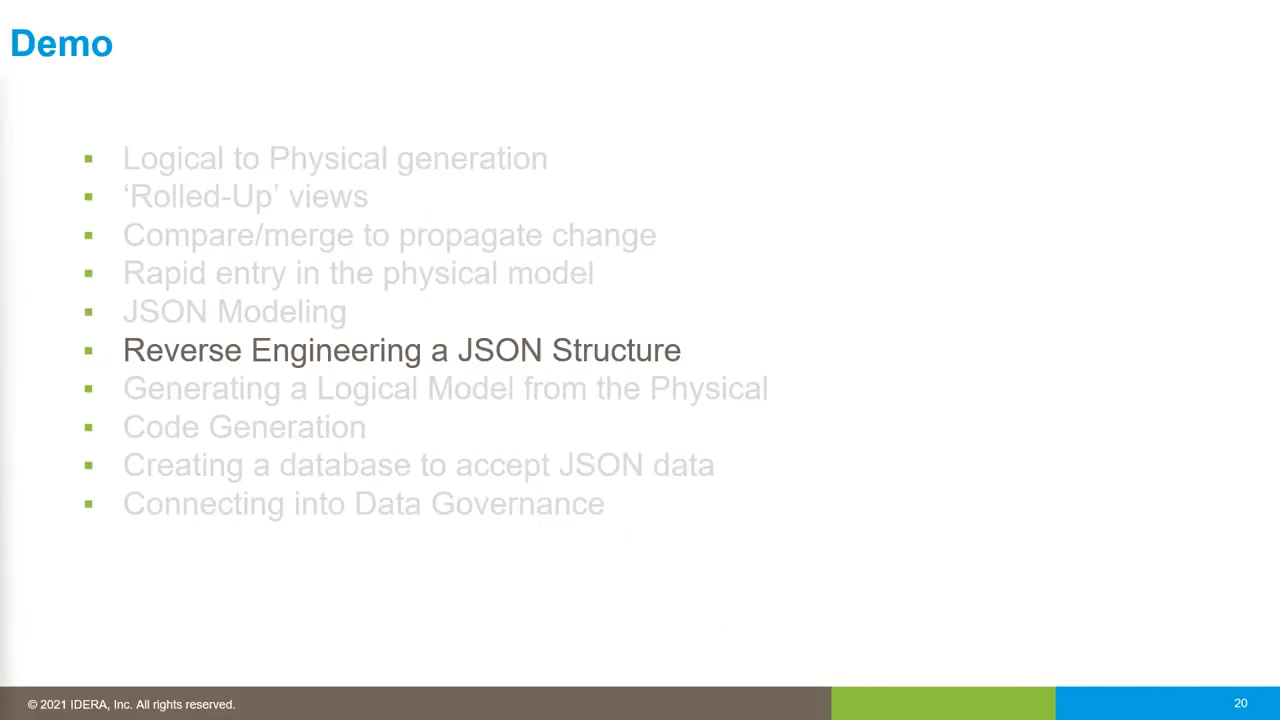 Demo
▪ Logical to Physical generation
▪ ‘Rolled-Up’ views
▪ Compare/merge to propagate change
▪ Rapid entry in the physical model
▪ JSON Modeling
▪ Reverse Engineering a JSON Structure
▪ Generating a Logical Model from the Physical
▪ Code Generation
▪ Creating a database to accept JSON data
▪ Connecting into Data Governance
© 2021 IDERA, Inc. All rights reserved.
20